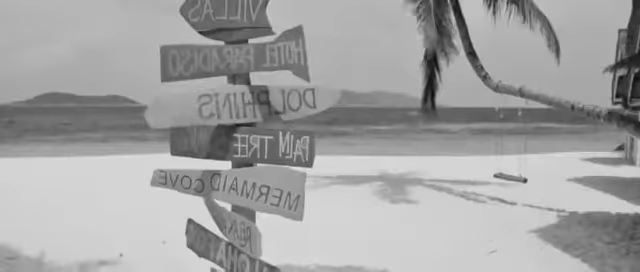 VILLAS
HOTEL PARADISO
DOLPHINS
PALM TREE
MERMAID COVE